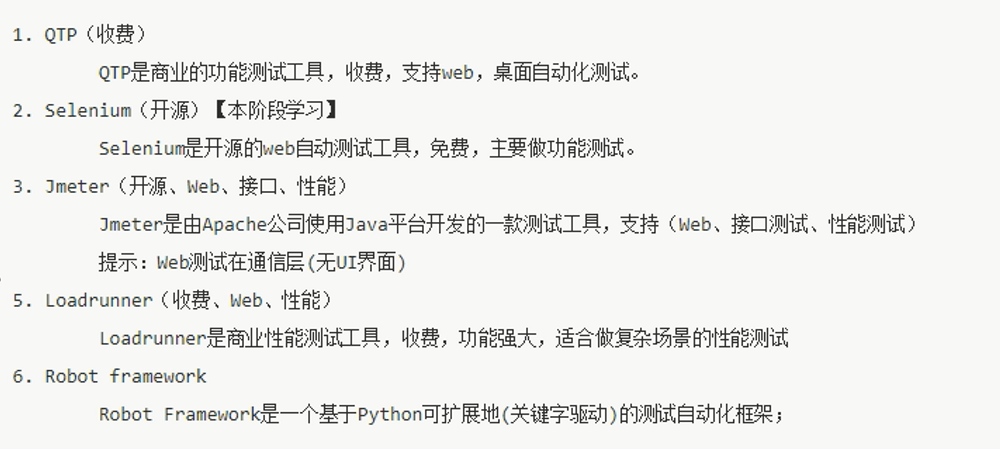 1. QTP（收费）
QTP是商业的功能测试工具，收费，支持web，桌面自动化测试。
2. Selenium（开源）【本阶段学习】
Selenium是开源的web自动测试工具，免费，主要做功能测试。
3. Jmeter（开源、Web、接口、性能）
Jmeter是由Apache公司使用Java平台开发的一款测试工具，支持（Web、接口测试、性能测试）
提示：Web测试在通信层(无UI界面)
5. Loadrunner（收费、Web、性能）
Loadrunner是商业性能测试工具，收费，功能强大，适合做复杂场景的性能测试
6. Robot framework
Robot Framework是一个基于Python可扩展地(关键字驱动)的测试自动化框架；